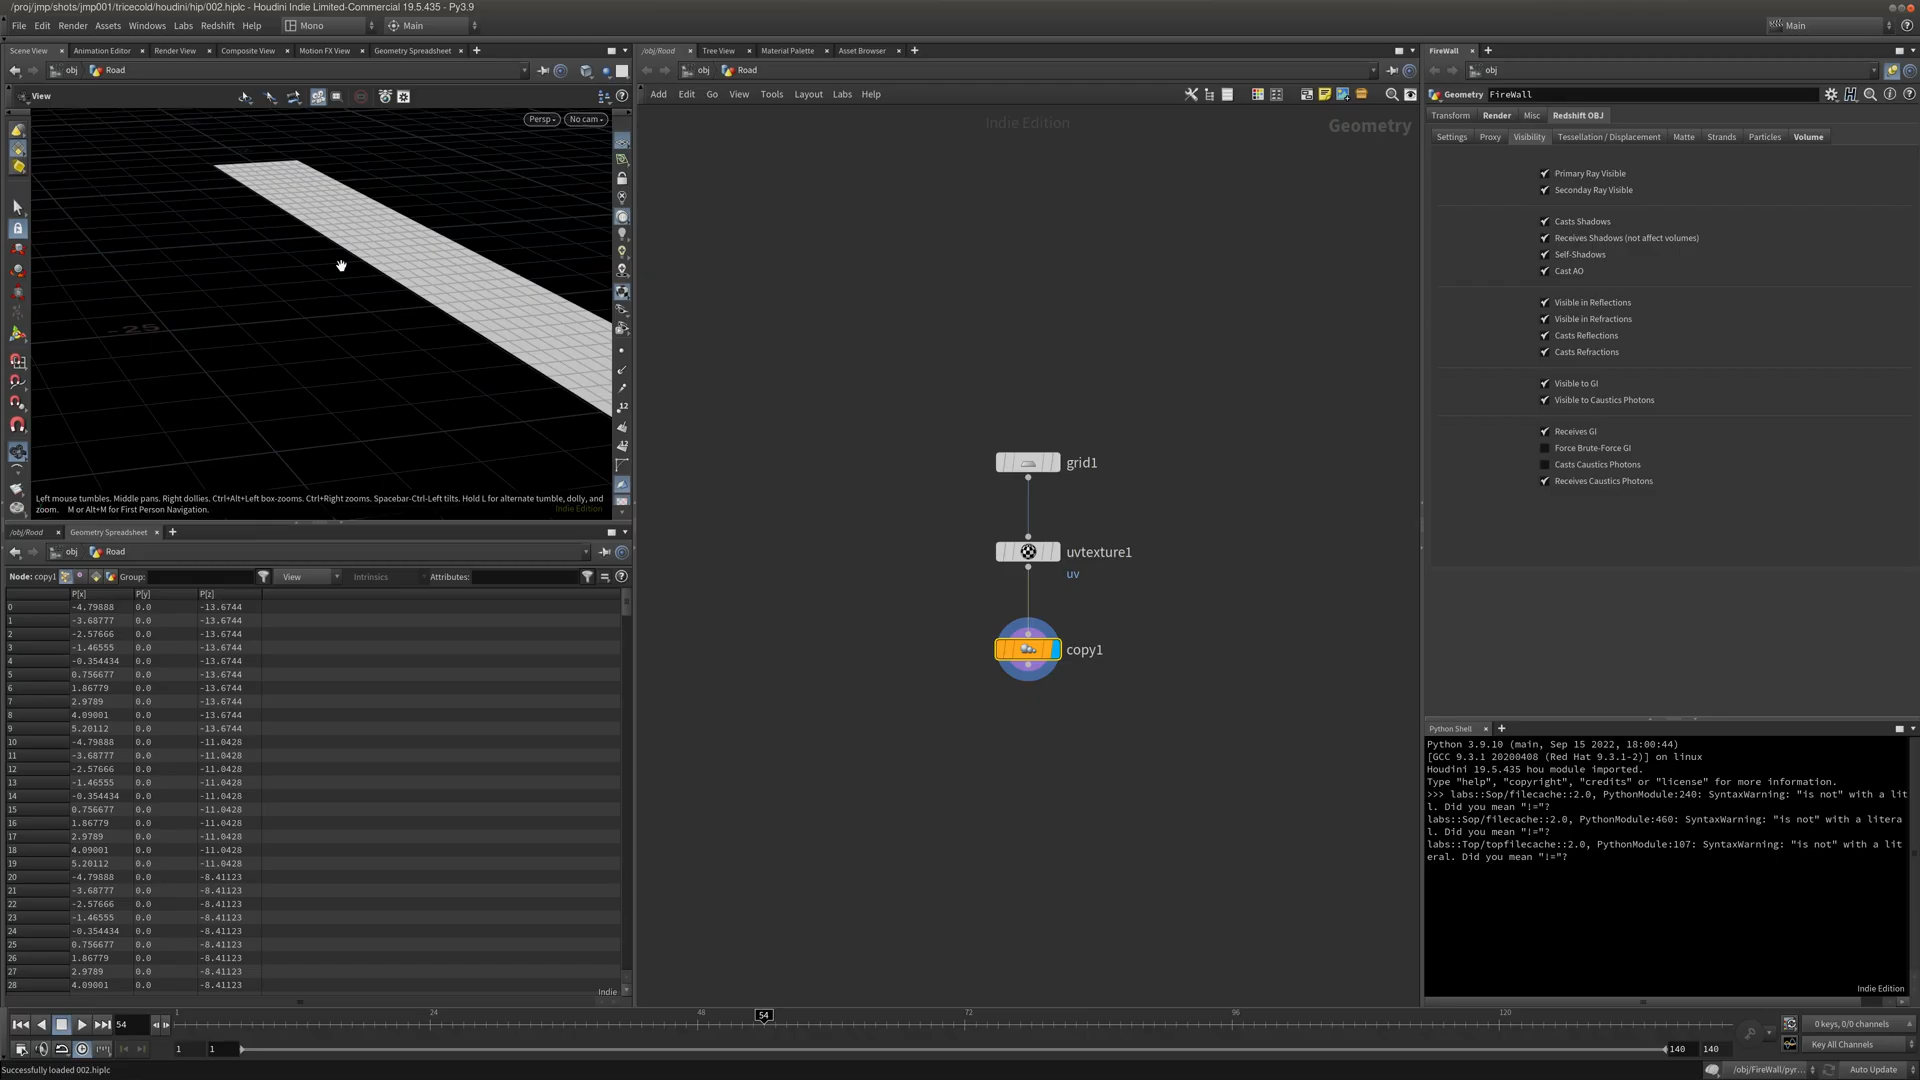 /proj/jmp/shots/jmp001/tricecold/houdini/hip/002.hiplc - Houdini Indie Limited-Commercial 19.5.435 - Py3.9
File Edit Render Assets Windows Labs Redshift Help Mono Main Main
Scene View Animation Editor Render View Composite View Motion FX View Geometry Spreadsheet
obj Road
View
Persp No cam
-25
Left mouse tumbles. Middle pans. Right dollies. Ctrl+Alt+Left box-zooms. Ctrl+Right zooms. Spacebar-Ctrl-Left tilts. Hold L for alternate tumble, dolly, and
zoom. M or Alt+M for First Person Navigation.
Indie Edition
/obj/Road Geometry Spreadsheet
obj Road
Node: copy1 Group: View Intrinsics Attributes:
P[x] P[y] P[z]
0 -4.79888 0.0 -13.6744
1 -3.68777 0.0 -13.6744
2 -2.57666 0.0 -13.6744
3 -1.46555 0.0 -13.6744
4 -0.354434 0.0 -13.6744
5 0.756677 0.0 -13.6744
6 1.86779 0.0 -13.6744
7 2.9789 0.0 -13.6744
8 4.09001 0.0 -13.6744
9 5.20112 0.0 -13.6744
10 -4.79888 0.0 -11.0428
11 -3.68777 0.0 -11.0428
12 -2.57666 0.0 -11.0428
13 -1.46555 0.0 -11.0428
14 -0.354434 0.0 -11.0428
15 0.756677 0.0 -11.0428
16 1.86779 0.0 -11.0428
17 2.9789 0.0 -11.0428
18 4.09001 0.0 -11.0428
19 5.20112 0.0 -11.0428
20 -4.79888 0.0 -8.41123
21 -3.68777 0.0 -8.41123
22 -2.57666 0.0 -8.41123
23 -1.46555 0.0 -8.41123
24 -0.354434 0.0 -8.41123
25 0.756677 0.0 -8.41123
26 1.86779 0.0 -8.41123
27 2.9789 0.0 -8.41123
28 4.09001 0.0 -8.41123
Indie
/obj/Road Tree View Material Palette Asset Browser
obj Road
Add Edit Go View Tools Layout Labs Help
Indie Edition
Geometry
grid1
uvtexture1
uv
copy1
FireWall
obj
Geometry FireWall
Transform Render Misc Redshift OBJ
Settings Proxy Visibility Tessellation / Displacement Matte Strands Particles Volume
Primary Ray Visible
Seconday Ray Visible
Casts Shadows
Receives Shadows (not affect volumes)
Self-Shadows
Cast AO
Visible in Reflections
Visible in Refractions
Casts Reflections
Casts Refractions
Visible to GI
Visible to Caustics Photons
Receives GI
Force Brute-Force GI
Casts Caustics Photons
Receives Caustics Photons
Python Shell
Python 3.9.10 (main, Sep 15 2022, 18:00:44)
[GCC 9.3.1 20200408 (Red Hat 9.3.1-2)] on linux
Houdini 19.5.435 hou module imported.
Type "help", "copyright", "credits" or "license" for more information.
>>> labs::Sop/filecache::2.0, PythonModule:240: SyntaxWarning: "is not" with a lit
l. Did you mean "!="?
labs::Sop/filecache::2.0, PythonModule:460: SyntaxWarning: "is not" with a litera
l. Did you mean "!="?
labs::Top/topfilecache::2.0, PythonModule:107: SyntaxWarning: "is not" with a lit
eral. Did you mean "!="?
Indie Edition
54 1 24 48 54 72 96 120
0 keys, 0/0 channels
1 1 140 140
Key All Channels
Successfully loaded 002.hiplc
/obj/FireWall/pyr... Auto Update